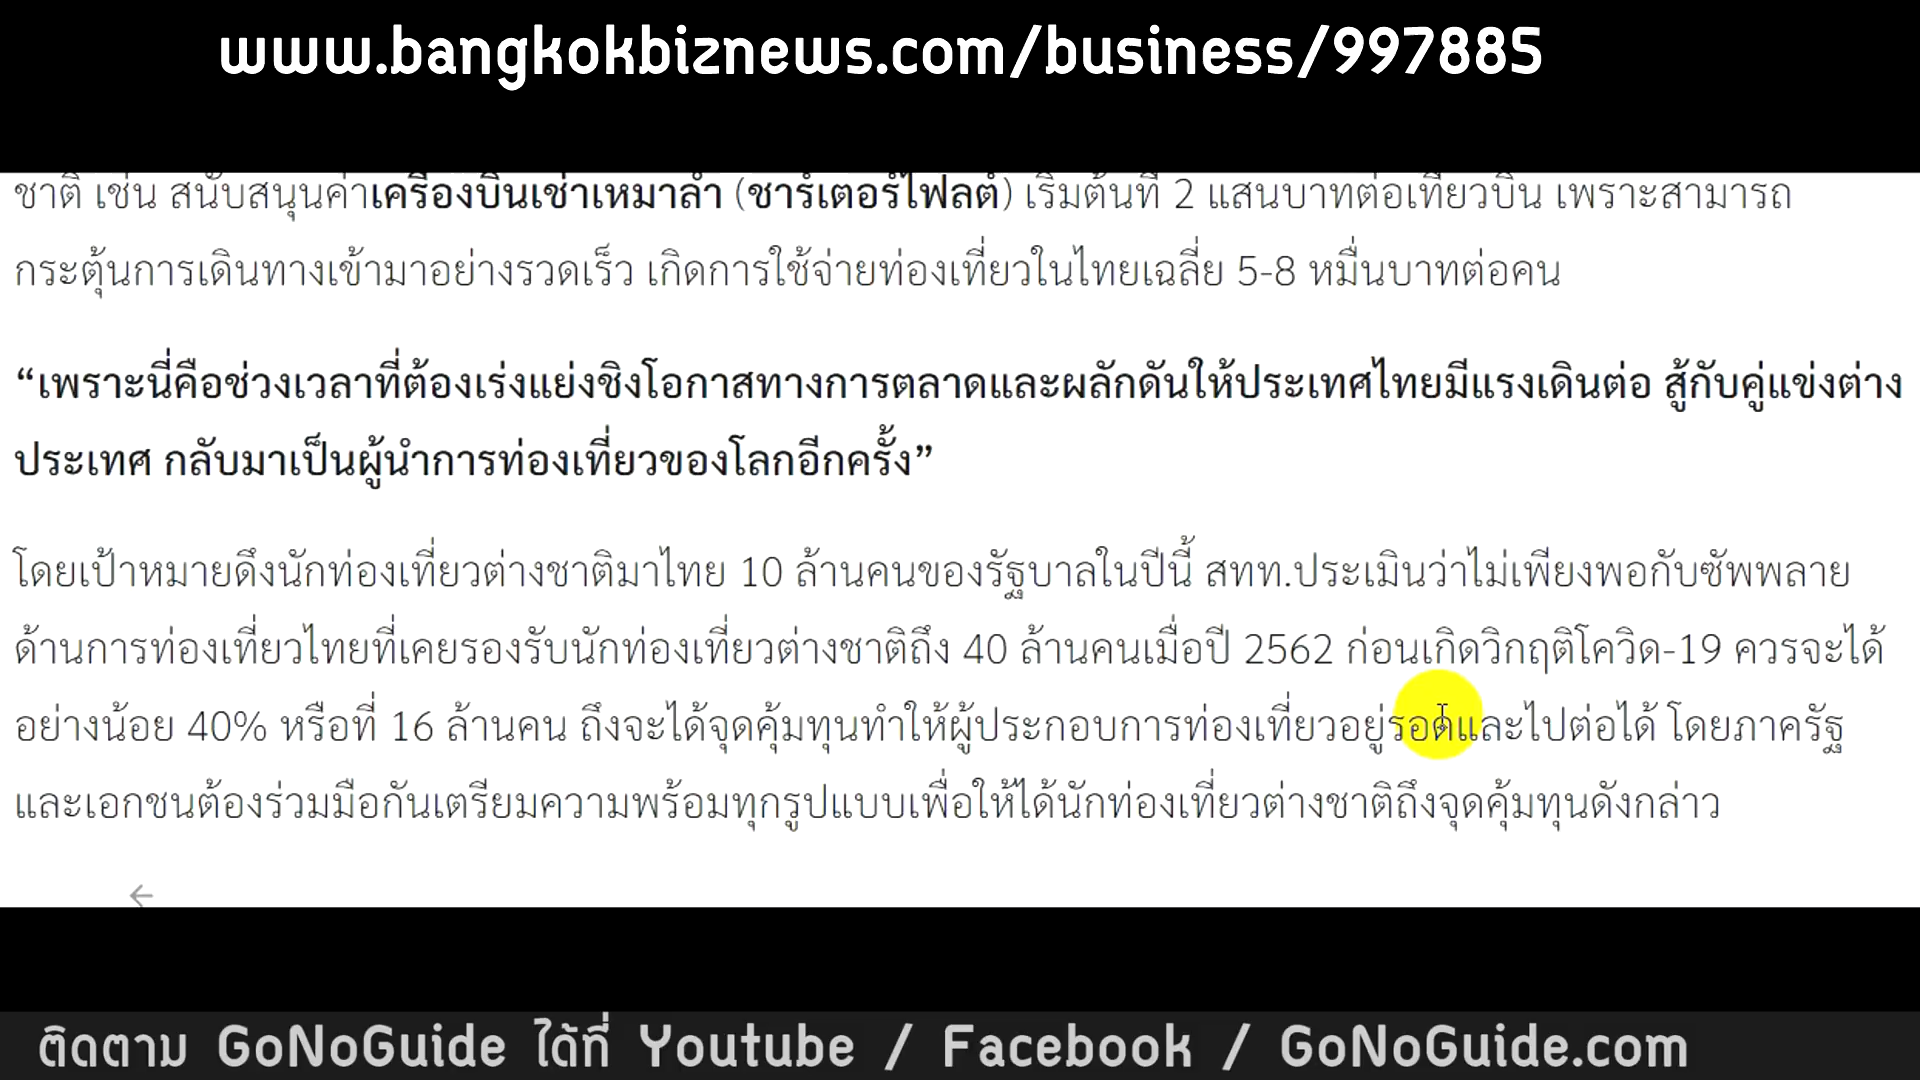 www.bangkokbiznews.com/business/997885
ชาติ เช่น สนับสนุนค่าเครื่องบินเช่าเหมาลำ (ชาร์เตอร์ไฟลต์) เริ่มต้นที่ 2 แสนบาทต่อเที่ยวบิน เพราะสามารถ
กระตุ้นการเดินทางเข้ามาอย่างรวดเร็ว เกิดการใช้จ่ายท่องเที่ยวในไทยเฉลี่ย 5-8 หมื่นบาทต่อคน
“เพราะนี่คือช่วงเวลาที่ต้องเร่งแย่งชิงโอกาสทางการตลาดและผลักดันให้ประเทศไทยมีแรงเดินต่อ สู้กับคู่แข่งต่าง
ประเทศ กลับมาเป็นผู้นำการท่องเที่ยวของโลกอีกครั้ง”
โดยเป้าหมายดึงนักท่องเที่ยวต่างชาติมาไทย 10 ล้านคนของรัฐบาลในปีนี้ สทท.ประเมินว่าไม่เพียงพอกับซัพพลาย
ด้านการท่องเที่ยวไทยที่เคยรองรับนักท่องเที่ยวต่างชาติถึง 40 ล้านคนเมื่อปี 2562 ก่อนเกิดวิกฤติโควิด-19 ควรจะได้
อย่างน้อย 40% หรือที่ 16 ล้านคน ถึงจะได้จุดคุ้มทุนทำให้ผู้ประกอบการท่องเที่ยวอยู่รอดและไปต่อได้ โดยภาครัฐ
และเอกชนต้องร่วมมือกันเตรียมความพร้อมทุกรูปแบบเพื่อให้ได้นักท่องเที่ยวต่างชาติถึงจุดคุ้มทุนดังกล่าว
ติดตาม GoNoGuide ได้ที่ Youtube / Facebook / GoNoGuide.com